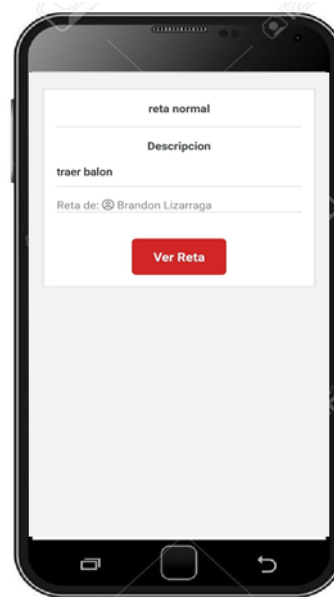 reta normal
Descripcion
traer balon
Reta de: Brandon Lizarraga
Ver Reta